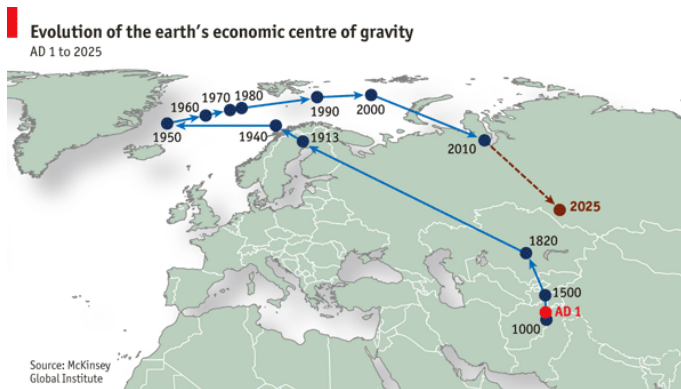 Evolution of the earth's economic centre of gravity
AD 1 to 2025
1960
1970
1980
1990
2000
1950
1940
1913
2010
2025
1820
1500
AD 1
1000
Source: McKinsey
Global Institute